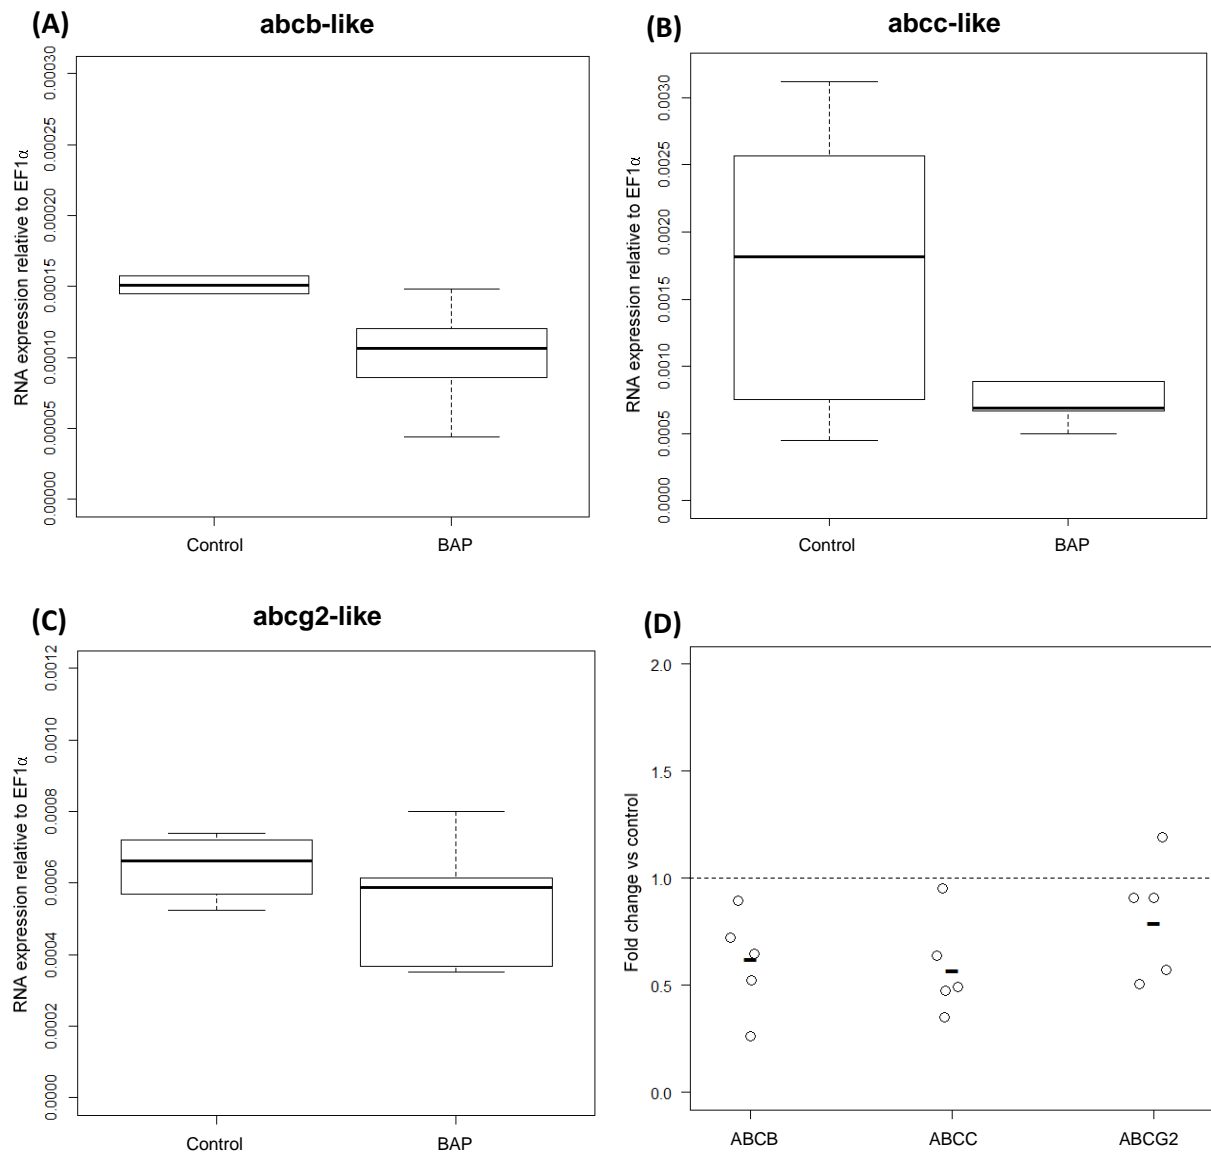 (A)
abcb-like
RNA expression relative to EF1α
0.00030
0.00025
0.00020
0.00015
0.00010
0.00005
0.00000
Control
BAP
(B)
abcc-like
RNA expression relative to EF1α
0.0030
0.0025
0.0020
0.0015
0.0010
0.0005
0.0000
Control
BAP
(C)
abcg2-like
RNA expression relative to EF1α
0.0012
0.0010
0.0008
0.0006
0.0004
0.0002
0.0000
Control
BAP
(D)
Fold change vs control
2.0
1.5
1.0
0.5
0.0
ABCB
ABCC
ABCG2